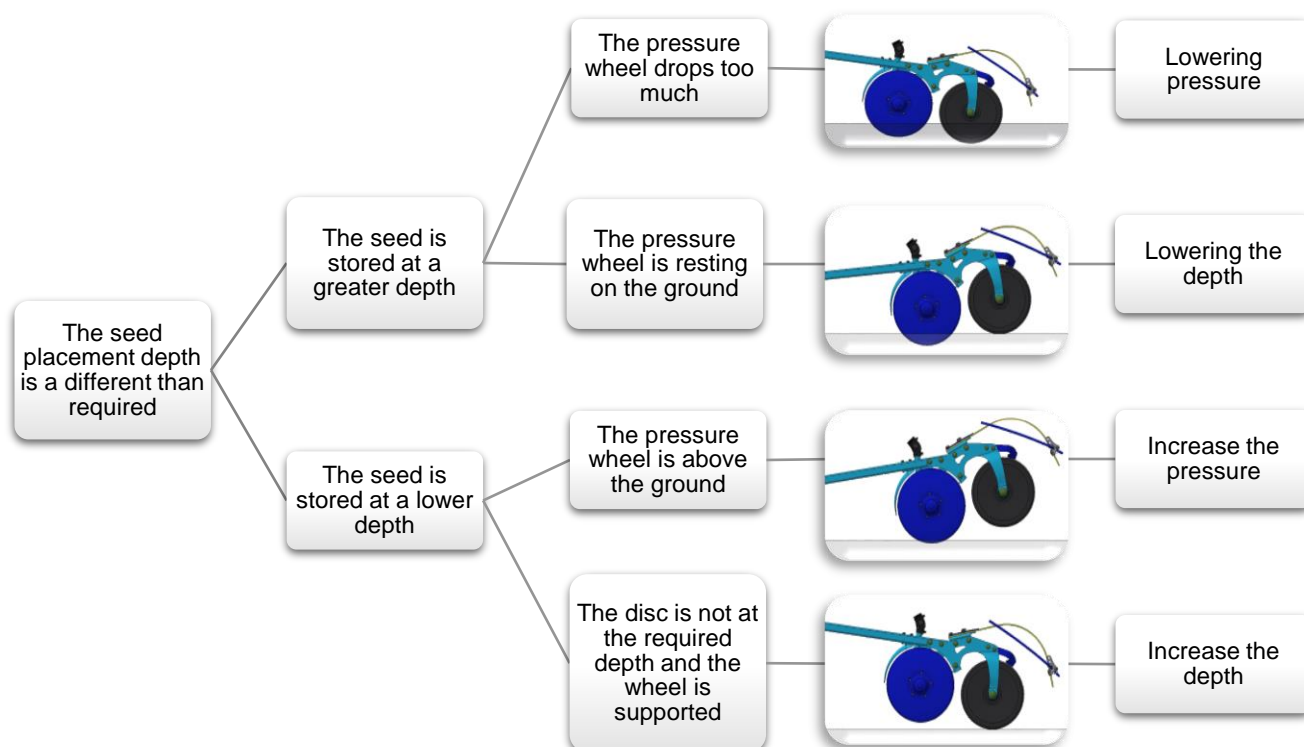 The seed
placement depth
is a different than
required
The seed is
stored at a
greater depth
The pressure
wheel drops too
much
Lowering
pressure
The pressure
wheel is resting
on the ground
Lowering the
depth
The seed is
stored at a lower
depth
The pressure
wheel is above
the ground
Increase the
pressure
The disc is not at
the required
depth and the
wheel is
supported
Increase the
depth